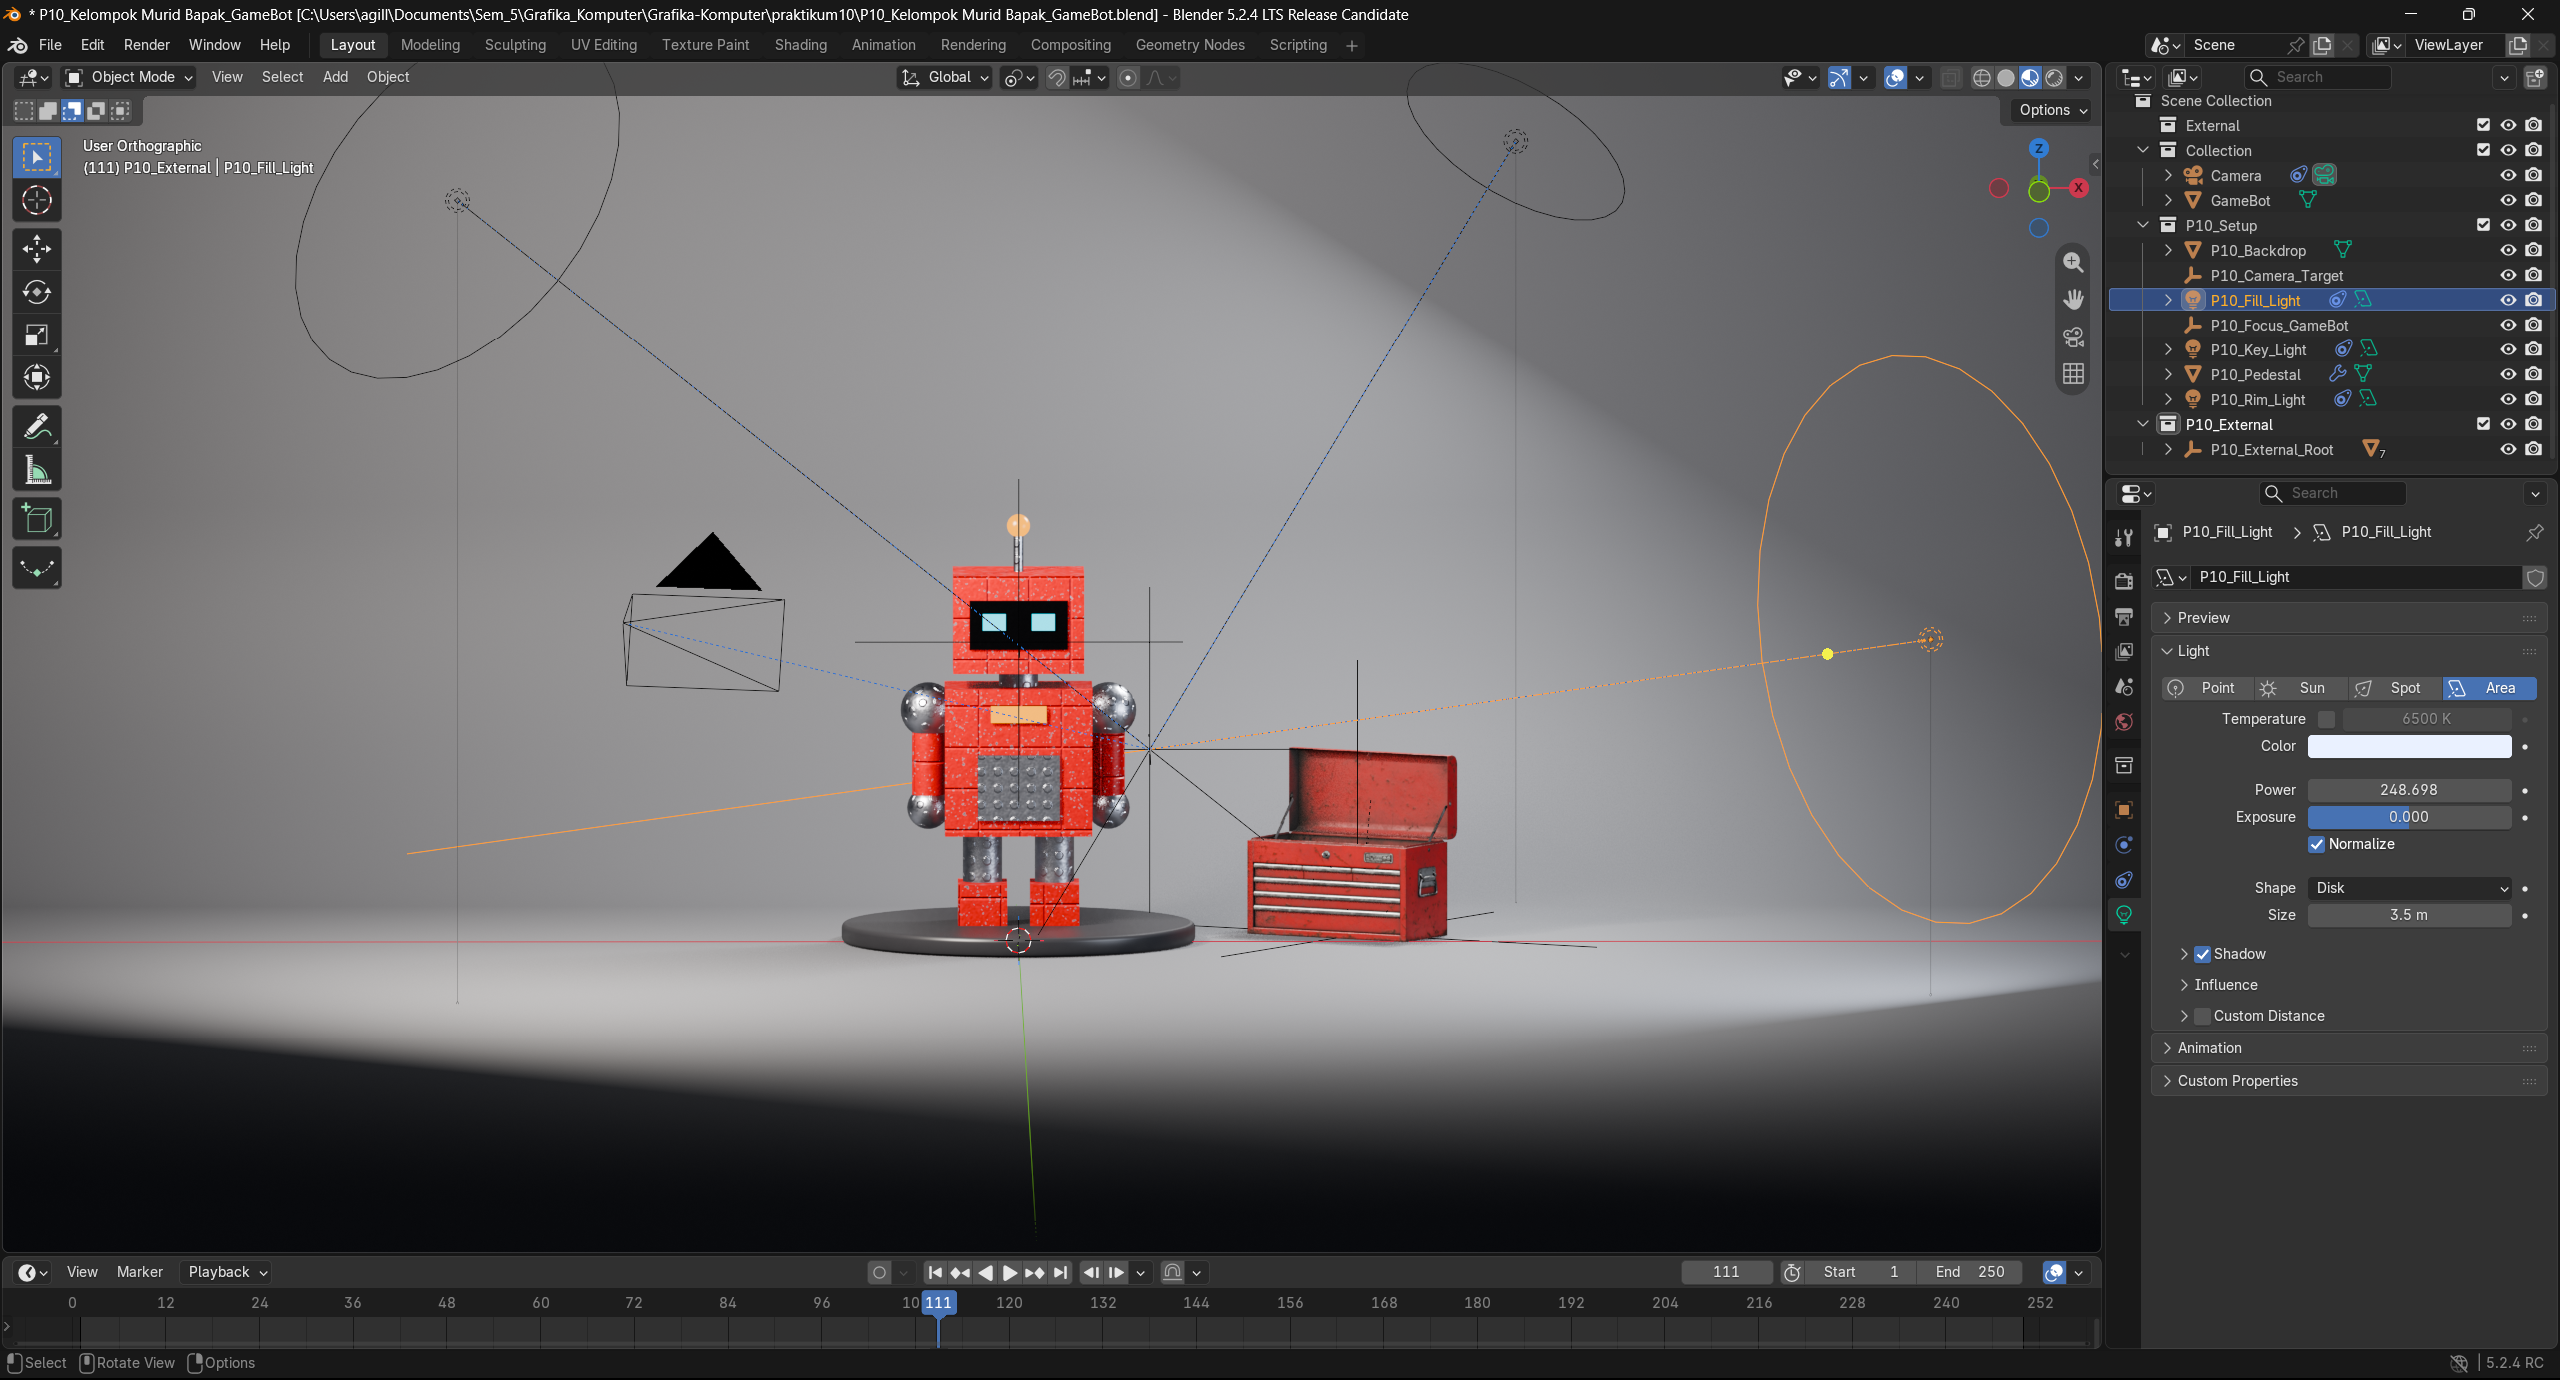 * P10_Kelompok Murid Bapak_GameBot [C:\Users\agill\Documents\Sem_5\Grafika_Komputer\Grafika-Komputer\praktikum10\P10_Kelompok Murid Bapak_GameBot.blend] - Blender 5.2.4 LTS Release Candidate
File Edit Render Window Help Layout Modeling Sculpting UV Editing Texture Paint Shading Animation Rendering Compositing Geometry Nodes Scripting + Scene ViewLayer
Object Mode View Select Add Object Global Search
Options
User Orthographic
(111) P10_External | P10_Fill_Light
Z
X
Scene Collection
External
Collection
Camera
GameBot
P10_Setup
P10_Backdrop
P10_Camera_Target
P10_Fill_Light
P10_Focus_GameBot
P10_Key_Light
P10_Pedestal
P10_Rim_Light
P10_External
P10_External_Root 7
Search
P10_Fill_Light > P10_Fill_Light
P10_Fill_Light
Preview
Light
Point Sun Spot Area
Temperature 6500 K
Color
Power 248.698
Exposure 0.000
Normalize
Shape Disk
Size 3.5 m
Shadow
Influence
Custom Distance
Animation
Custom Properties
View Marker Playback 111 Start 1 End 250
0 12 24 36 48 60 72 84 96 10 111 120 132 144 156 168 180 192 204 216 228 240 252
Select Rotate View Options 5.2.4 RC